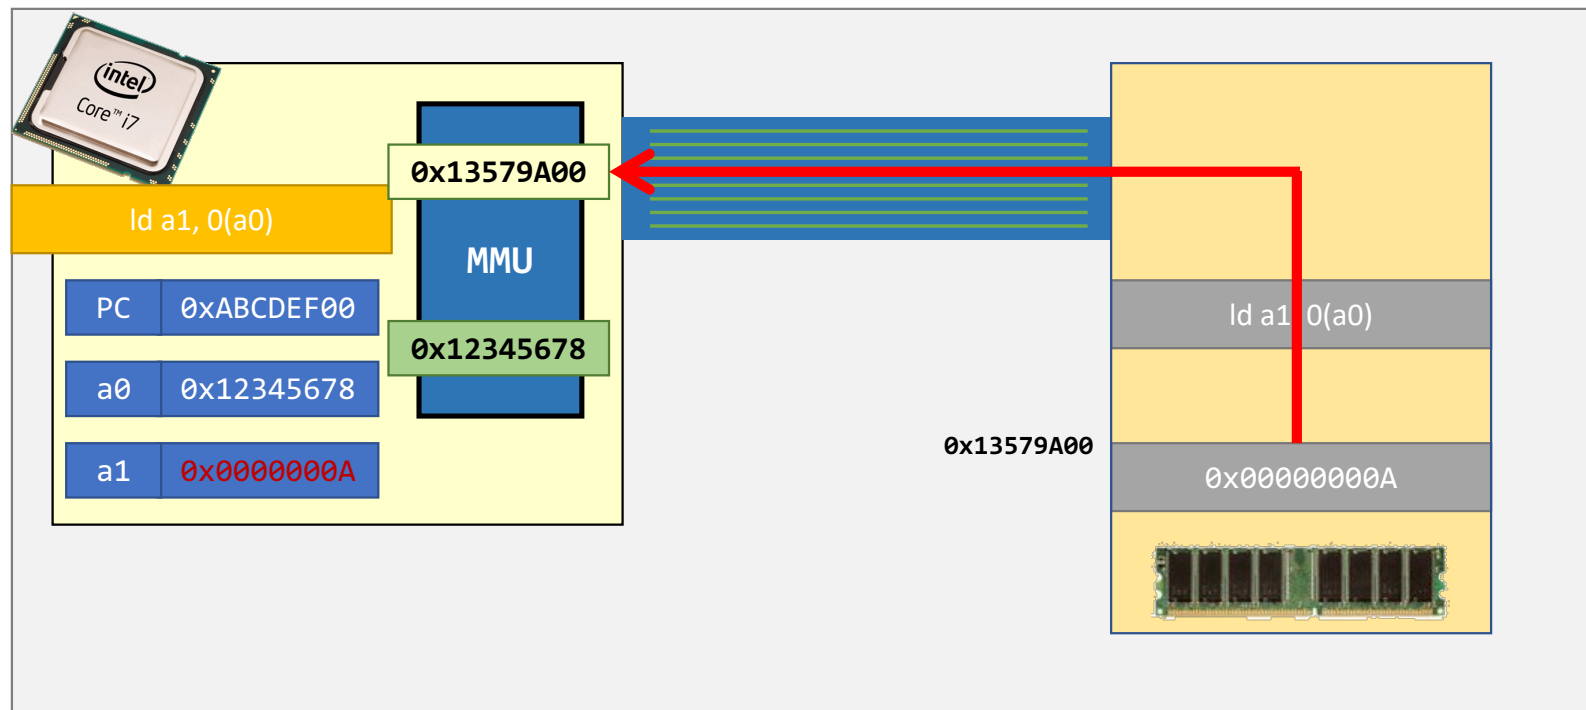 intel
Core™ i7
0x13579A00
ld a1, 0(a0)
MMU
PC 0xABCDEF00
0x12345678
a0 0x12345678
a1 0x0000000A
ld a1, 0(a0)
0x13579A00
0x00000000A